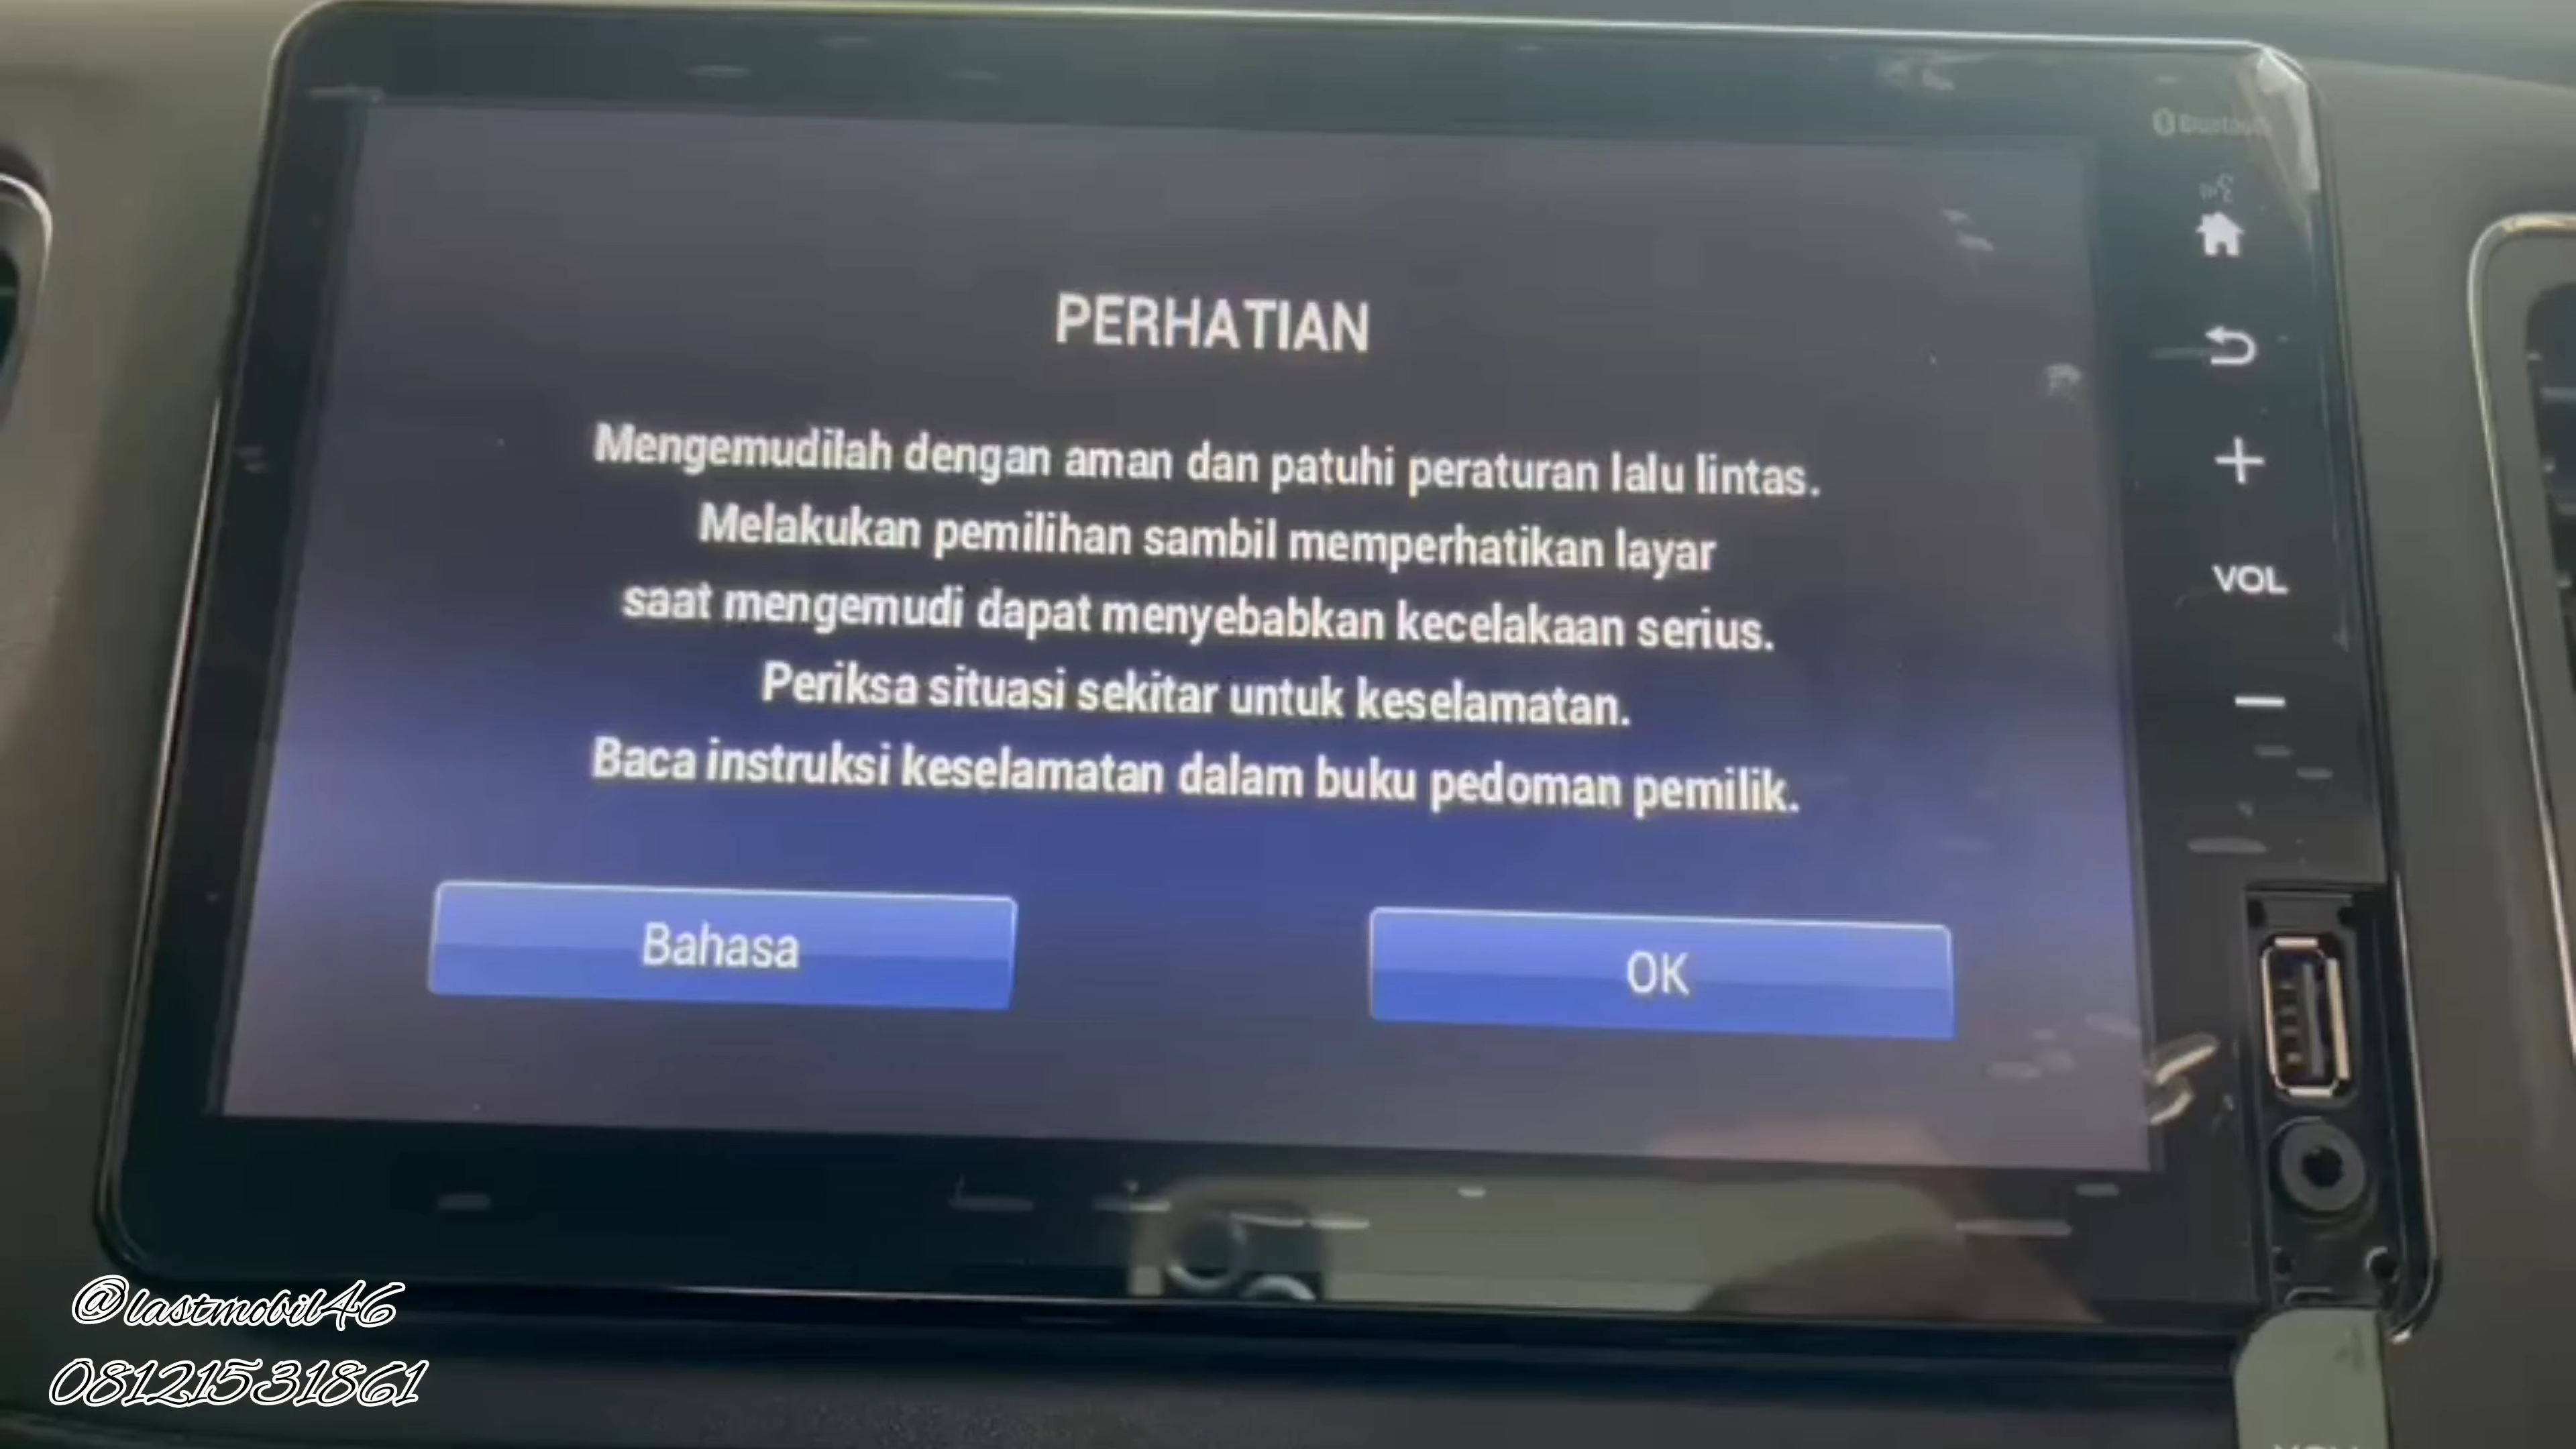 Bluetooth
PERHATIAN
Mengemudilah dengan aman dan patuhi peraturan lalu lintas.
Melakukan pemilihan sambil memperhatikan layar
saat mengemudi dapat menyebabkan kecelakaan serius.
Periksa situasi sekitar untuk keselamatan.
Baca instruksi keselamatan dalam buku pedoman pemilik.
Bahasa
OK
+
VOL
−
@lastmobil46
08121531861